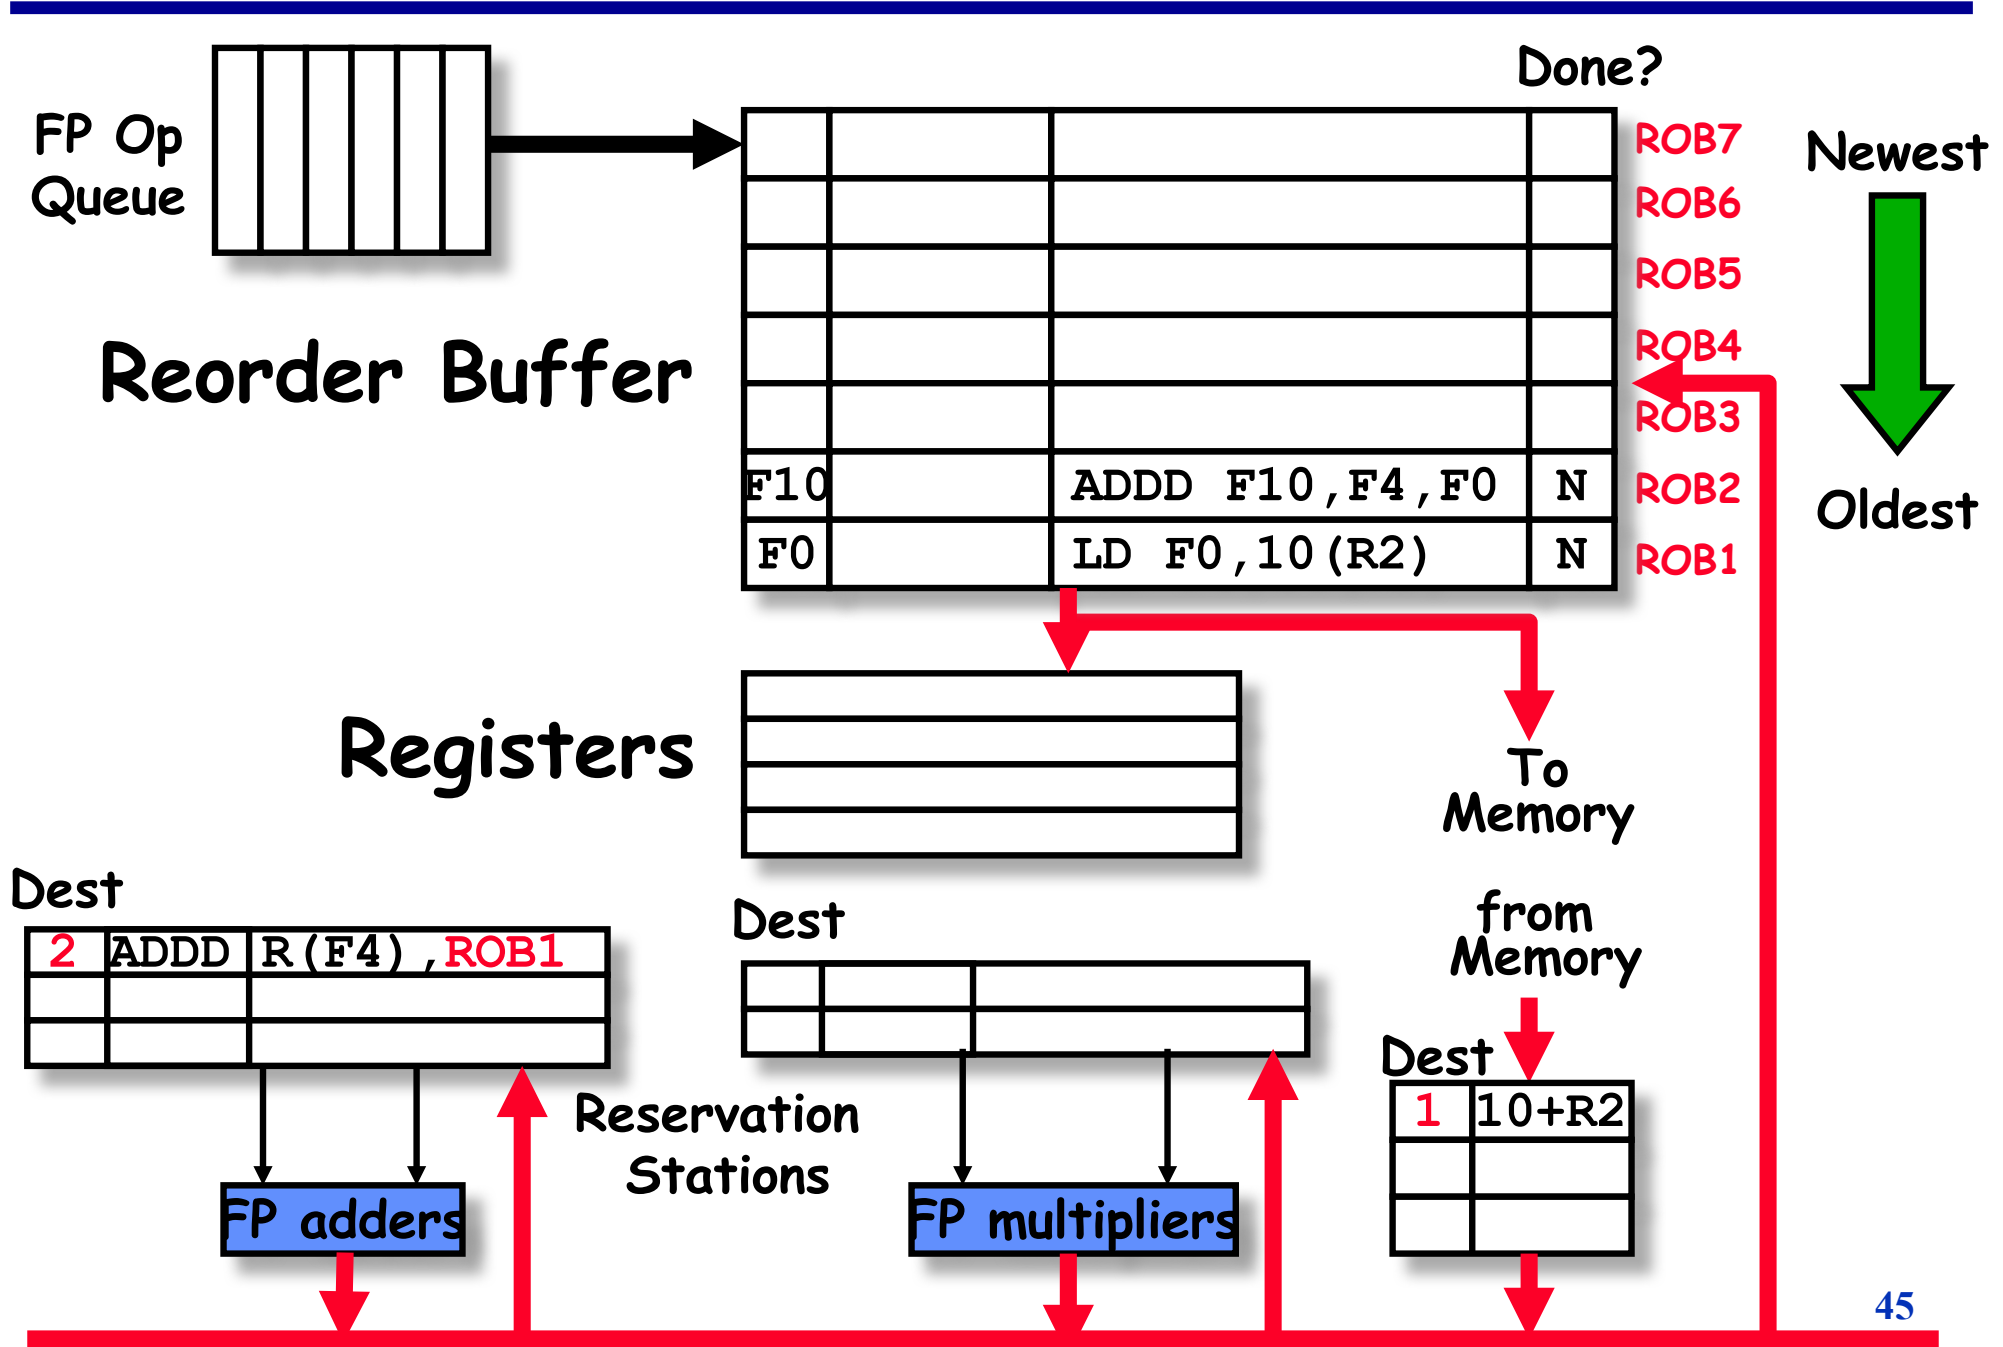 Done?
FP Op
Queue
ROB7
Newest
ROB6
ROB5
ROB4
Reorder Buffer
ROB3
F10 ADDD F10,F4,F0 N ROB2
Oldest
F0 LD F0,10(R2) N ROB1
Registers
To
Memory
Dest
2 ADDD R(F4),ROB1
Dest
from
Memory
Dest
1 10+R2
Reservation
Stations
FP adders
FP multipliers
45